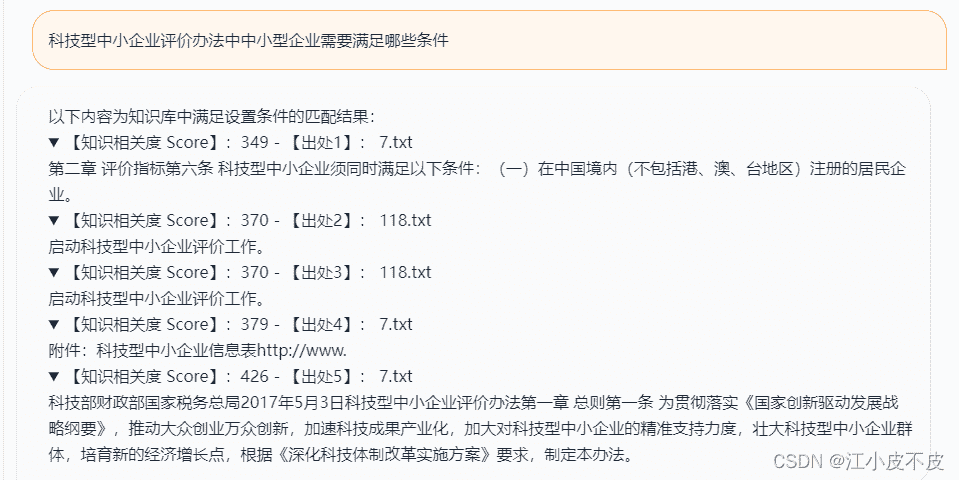 科技型中小企业评价办法中中小型企业需要满足哪些条件
以下内容为知识库中满足设置条件的匹配结果：
▼【知识相关度 Score】：349 - 【出处1】： 7.txt
第二章 评价指标第六条 科技型中小企业须同时满足以下条件：（一）在中国境内（不包括港、澳、台地区）注册的居民企
业。
▼【知识相关度 Score】：370 - 【出处2】： 118.txt
启动科技型中小企业评价工作。
▼【知识相关度 Score】：370 - 【出处3】： 118.txt
启动科技型中小企业评价工作。
▼【知识相关度 Score】：379 - 【出处4】： 7.txt
附件：科技型中小企业信息表http://www.
▼【知识相关度 Score】：426 - 【出处5】： 7.txt
科技部财政部国家税务总局2017年5月3日科技型中小企业评价办法第一章 总则第一条 为贯彻落实《国家创新驱动发展战
略纲要》，推动大众创业万众创新，加速科技成果产业化，加大对科技型中小企业的精准支持力度，壮大科技型中小企业群
体，培育新的经济增长点，根据《深化科技体制改革实施方案》要求，制定本办法。
CSDN @江小皮不皮